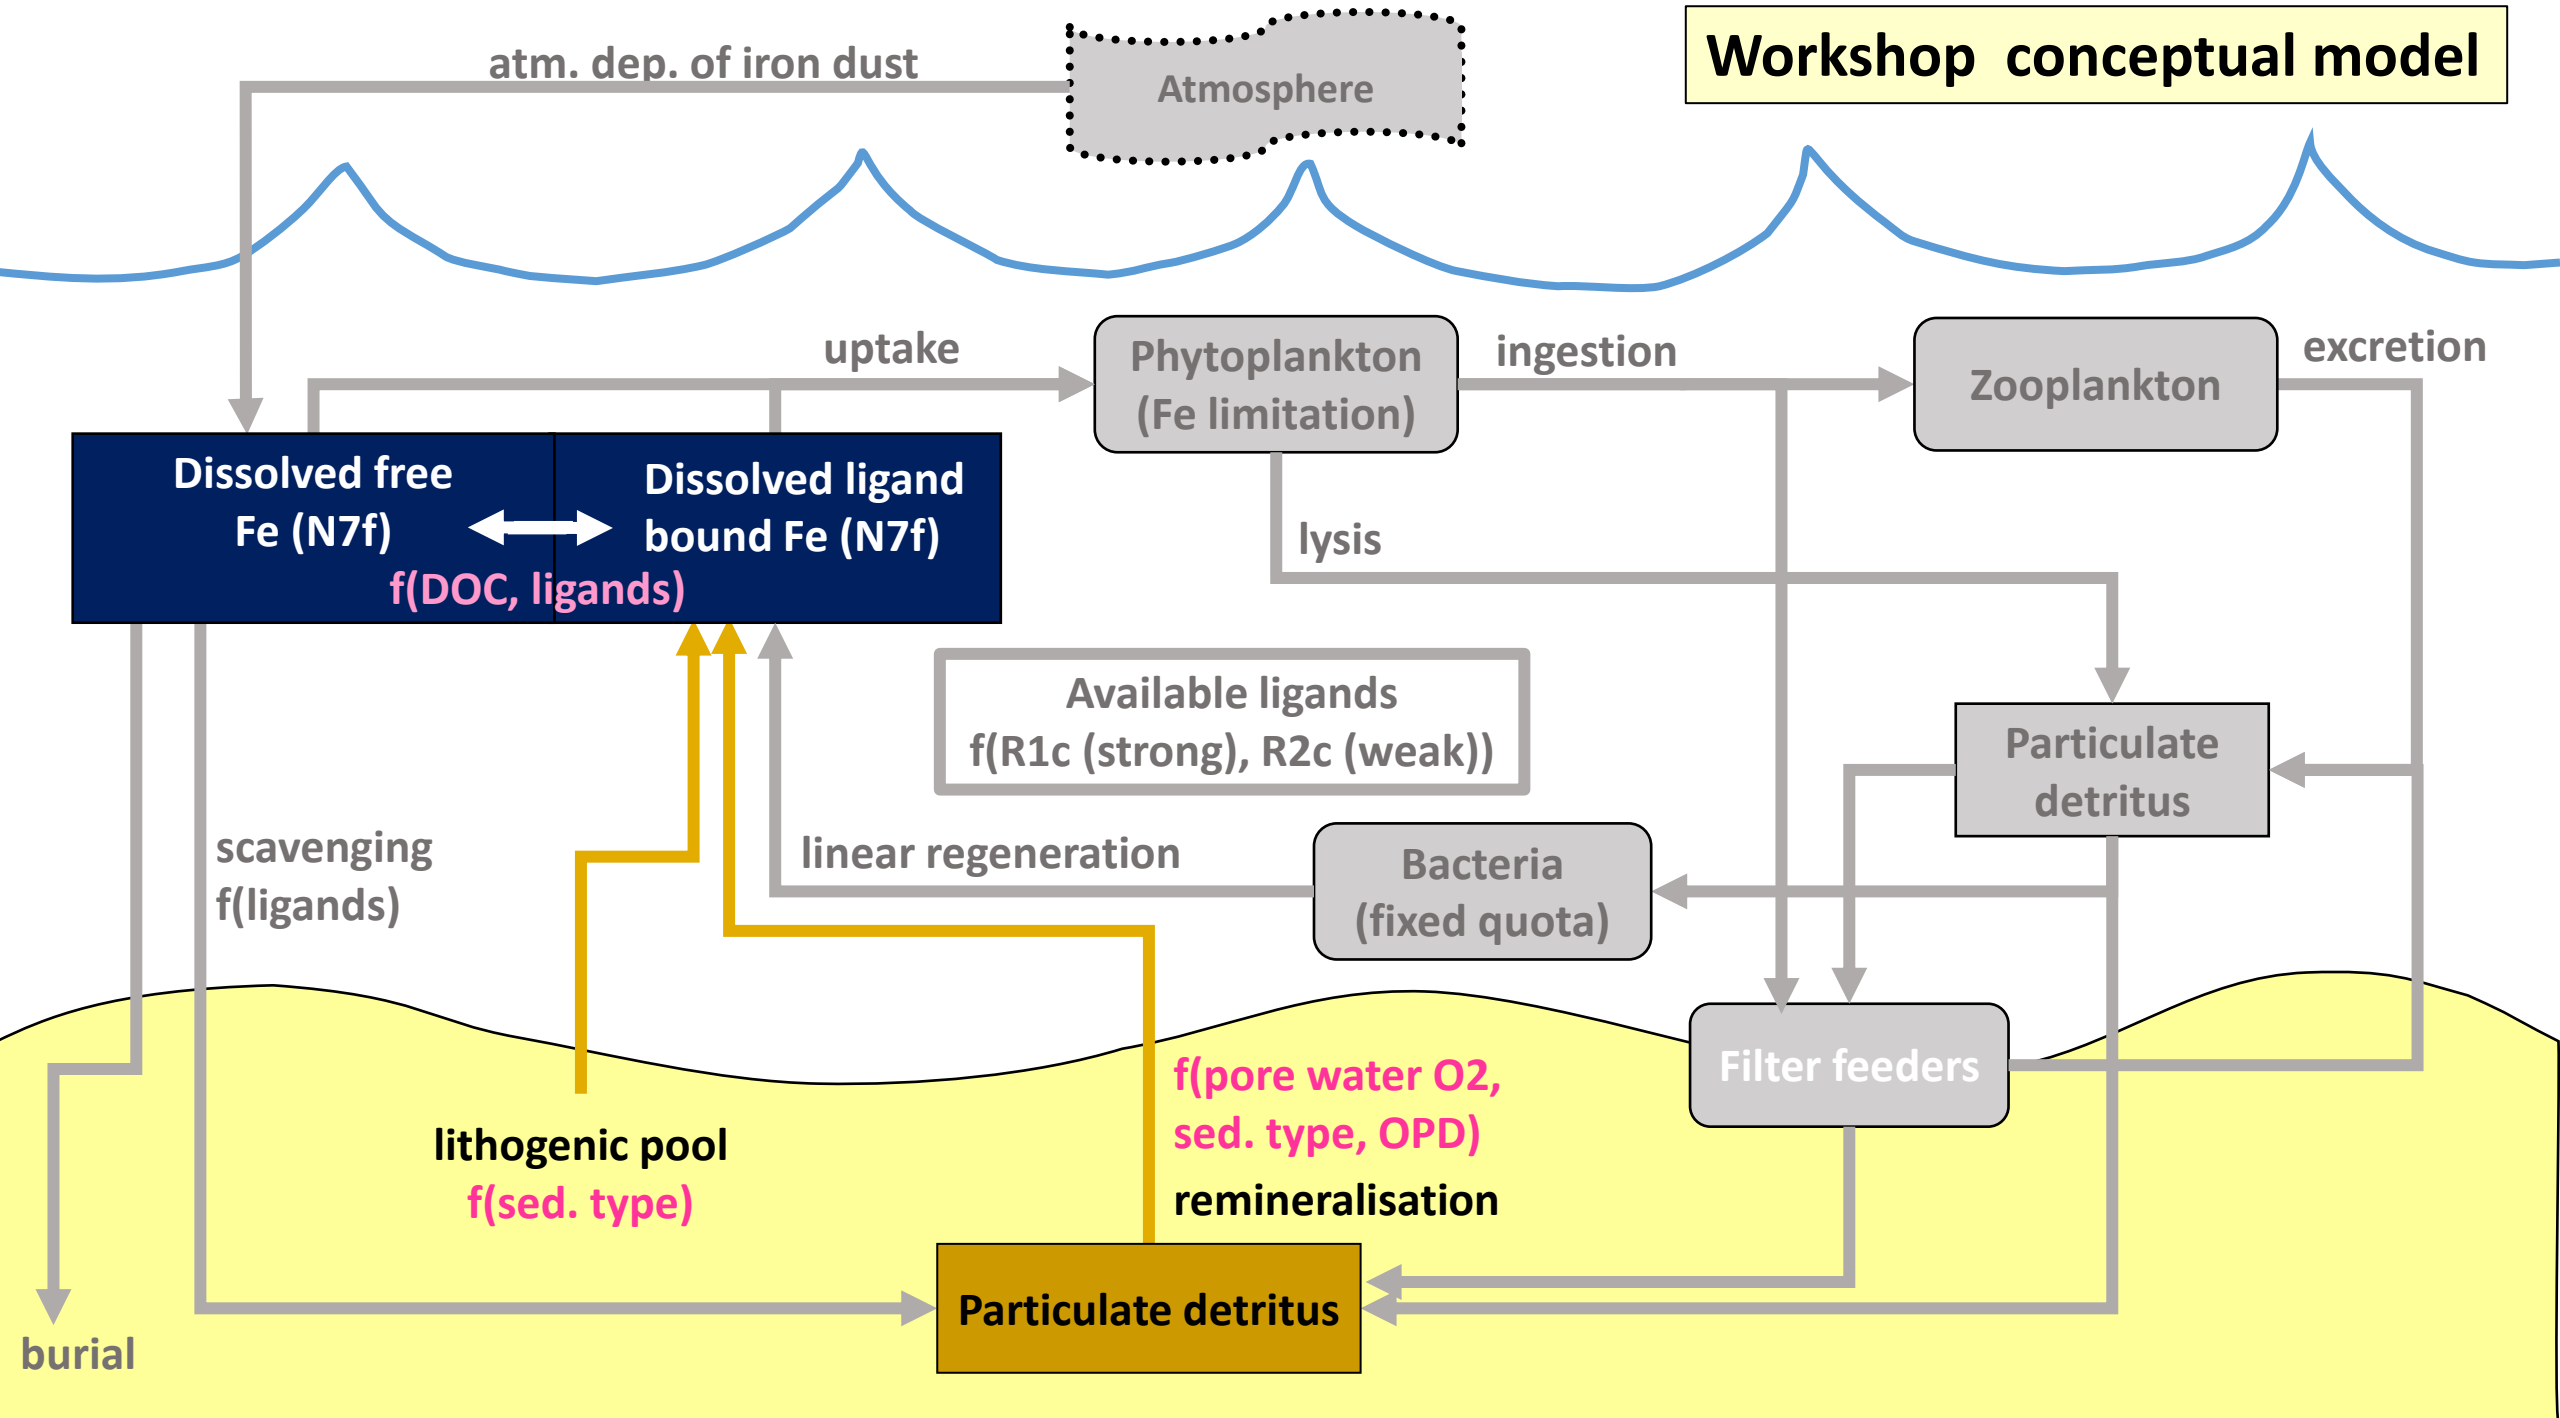 Workshop  conceptual model
atm. dep. of iron dust
Atmosphere
uptake
Phytoplankton
(Fe limitation)
ingestion
Zooplankton
excretion
Dissolved free
Fe (N7f)
Dissolved ligand
bound Fe (N7f)
f(DOC, ligands)
lysis
Available ligands
f(R1c (strong), R2c (weak))
Particulate
detritus
scavenging
f(ligands)
linear regeneration
Bacteria
(fixed quota)
Filter feeders
lithogenic pool
f(sed. type)
f(pore water O2,
sed. type, OPD)
remineralisation
Particulate detritus
burial